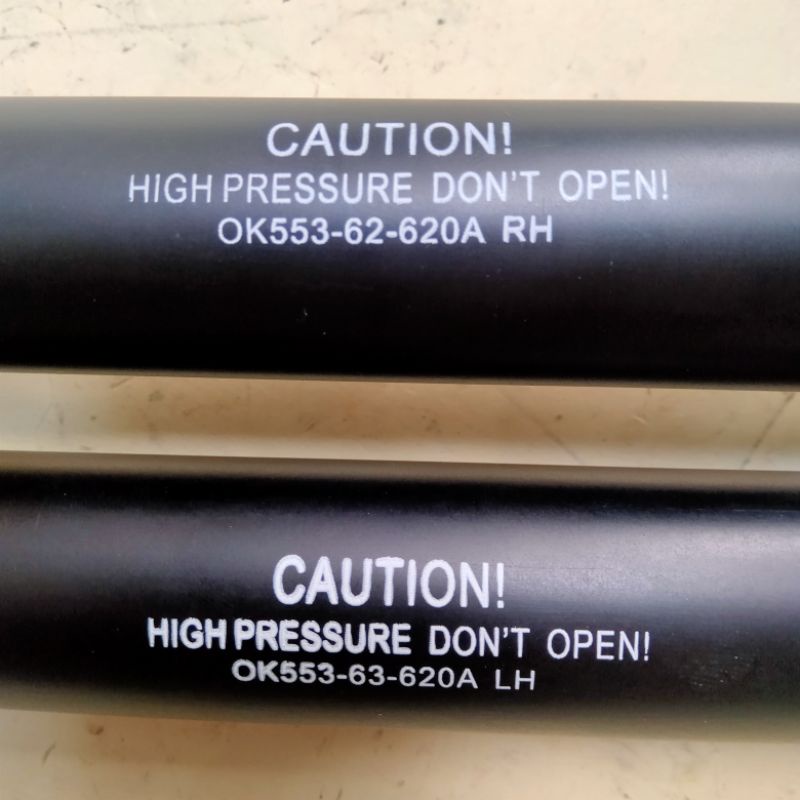 CAUTION!
HIGH PRESSURE DON'T OPEN!
OK553-62-620A RH
CAUTION!
HIGH PRESSURE DON'T OPEN!
OK553-63-620A LH